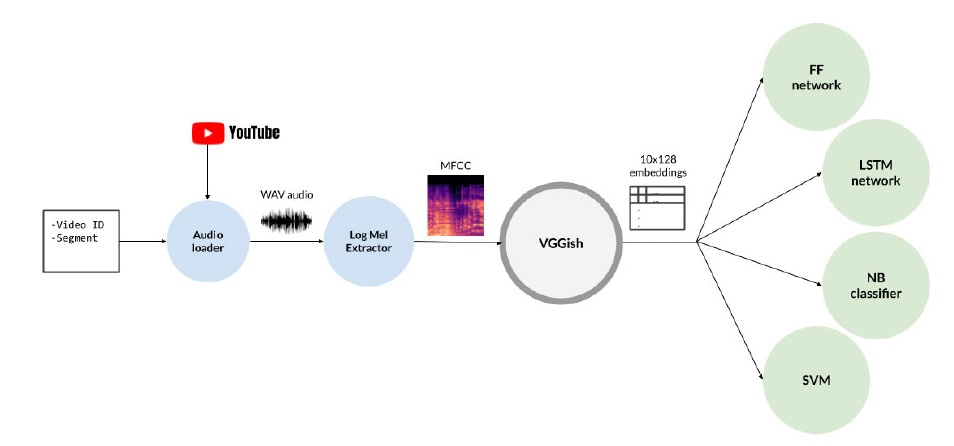 YouTube
-Video ID
-Segment
Audio
loader
WAV audio
Log Mel
Extractor
MFCC
VGGish
10x128
embeddings
FF
network
LSTM
network
NB
classifier
SVM